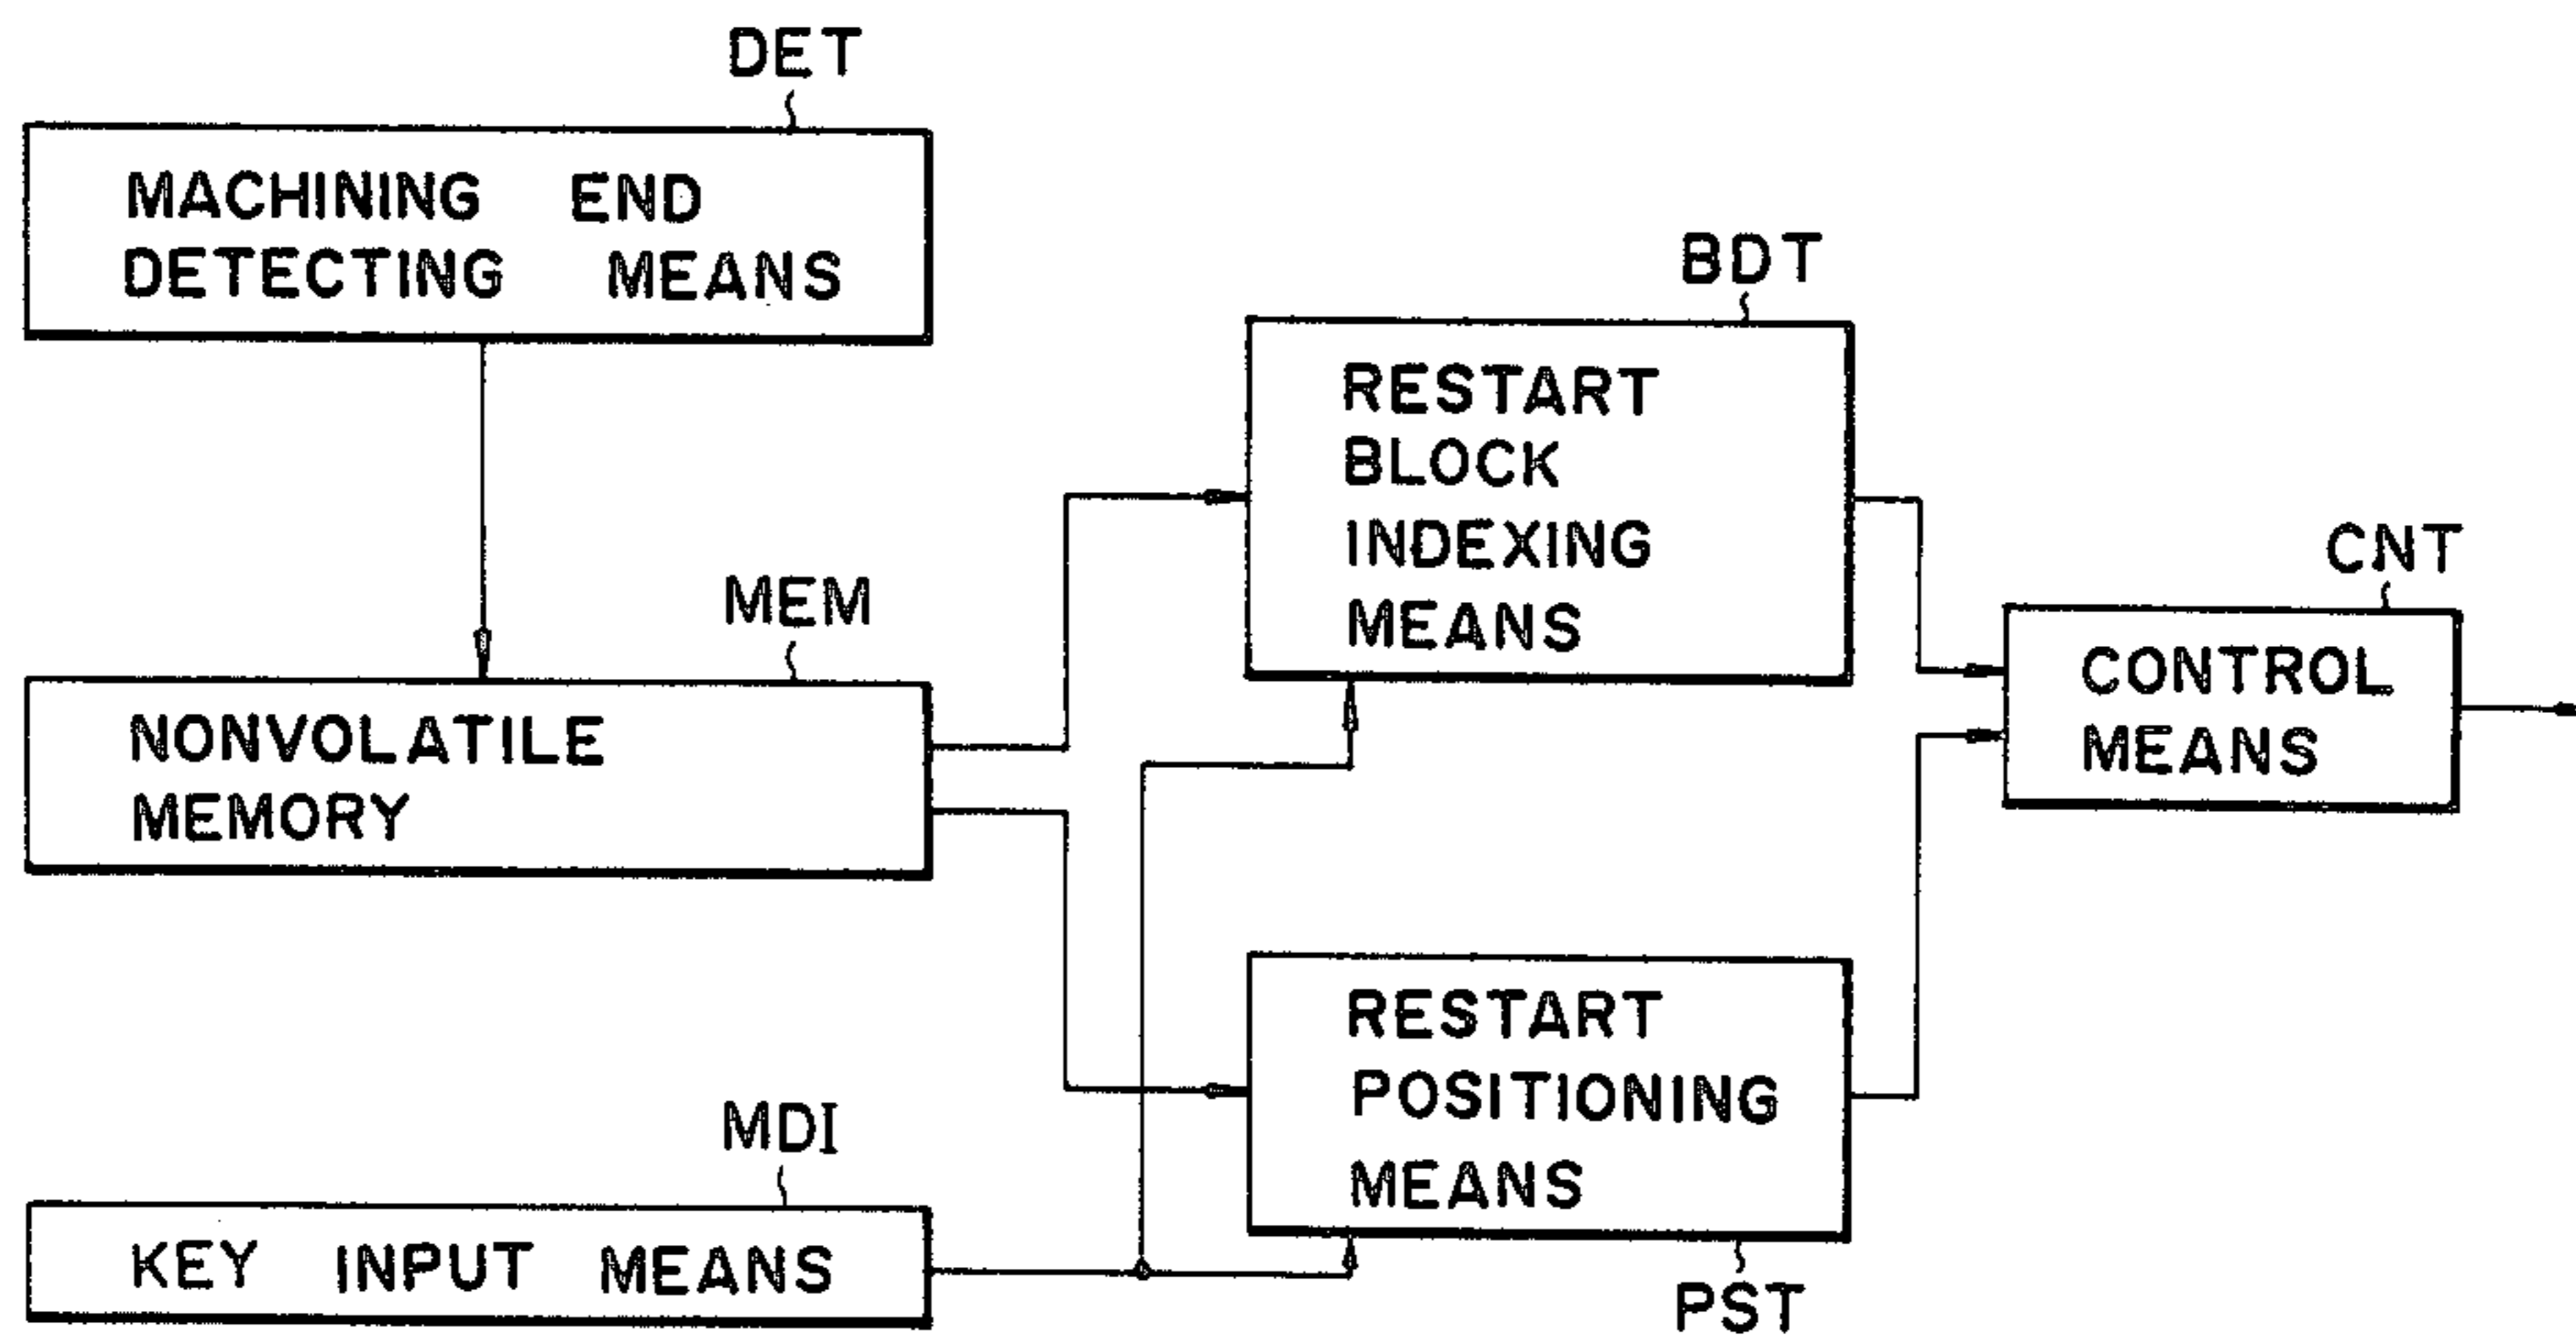 DET
MACHINING END
DETECTING MEANS
MEM
NONVOLATILE
MEMORY
MDI
KEY INPUT MEANS
BDT
RESTART
BLOCK
INDEXING
MEANS
RESTART
POSITIONING
MEANS
PST
CNT
CONTROL
MEANS